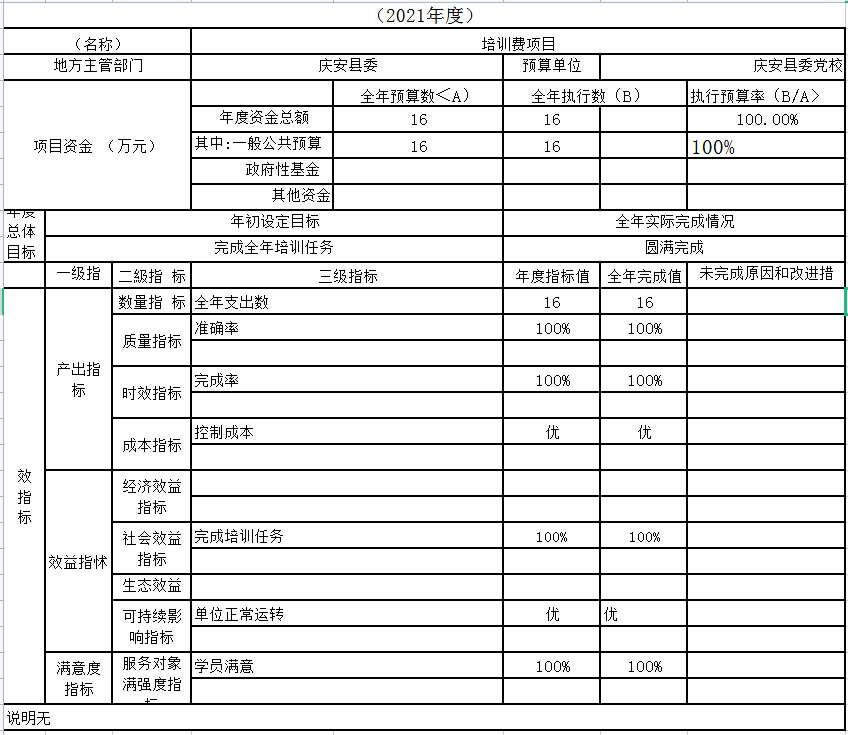 （2021年度）
（名称） 培训费项目
地方主管部门 庆安县委 预算单位 庆安县委党校
项目资金 （万元） 全年预算数＜A） 全年执行数（B） 执行预算率（B/A＞
年度资金总额 16 16 100.00%
其中:一般公共预算 16 16 100%
政府性基金
其他资金
年度
总体
目标
年初设定目标 全年实际完成情况
完成全年培训任务 圆满完成
一级指 二级指 标 三级指标 年度指标值 全年完成值 未完成原因和改进措
效
指
标
产出指
标
数量指 标 全年支出数 16 16
质量指标 准确率 100% 100%
时效指标 完成率 100% 100%
成本指标 控制成本 优 优
效益指㤓
经济效益
指标
社会效益
指标
完成培训任务 100% 100%
生态效益
可持续影
响指标
单位正常运转 优 优
满意度
指标
服务对象
满强度指
学员满意 100% 100%
说明无